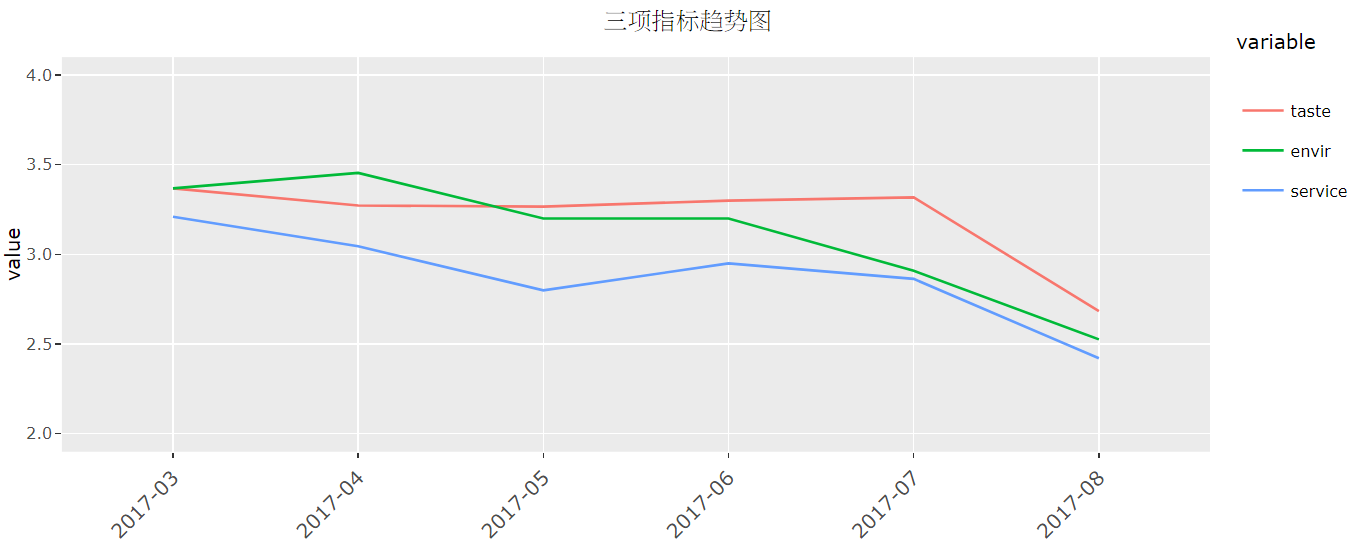 三项指标趋势图
variable
taste
envir
service
value
4.0
3.5
3.0
2.5
2.0
2017-03
2017-04
2017-05
2017-06
2017-07
2017-08